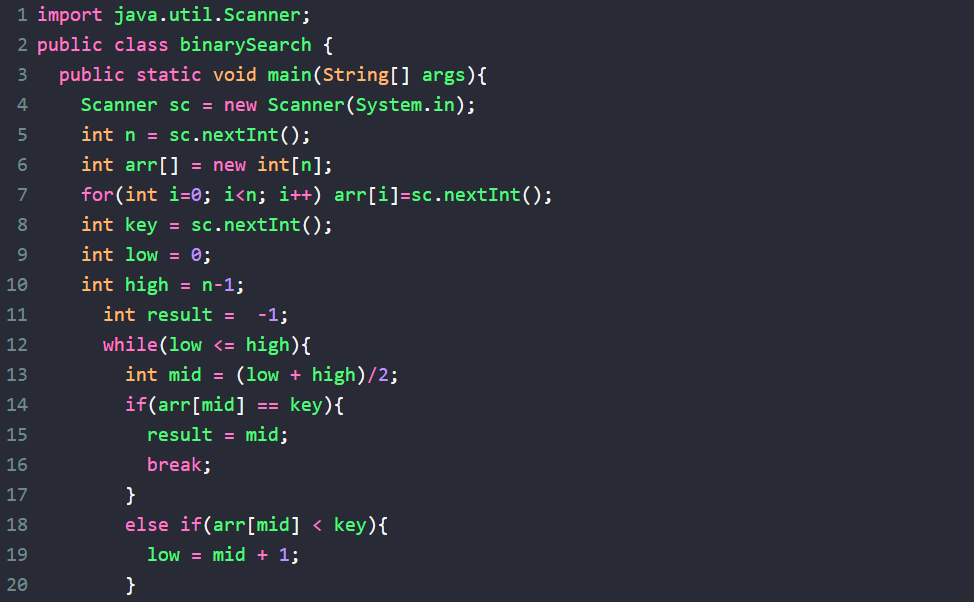 1 import java.util.Scanner;
2 public class binarySearch {
3   public static void main(String[] args){
4     Scanner sc = new Scanner(System.in);
5     int n = sc.nextInt();
6     int arr[] = new int[n];
7     for(int i=0; i<n; i++) arr[i]=sc.nextInt();
8     int key = sc.nextInt();
9     int low = 0;
10     int high = n-1;
11       int result =  -1;
12       while(low <= high){
13         int mid = (low + high)/2;
14         if(arr[mid] == key){
15           result = mid;
16           break;
17         }
18         else if(arr[mid] < key){
19           low = mid + 1;
20         }